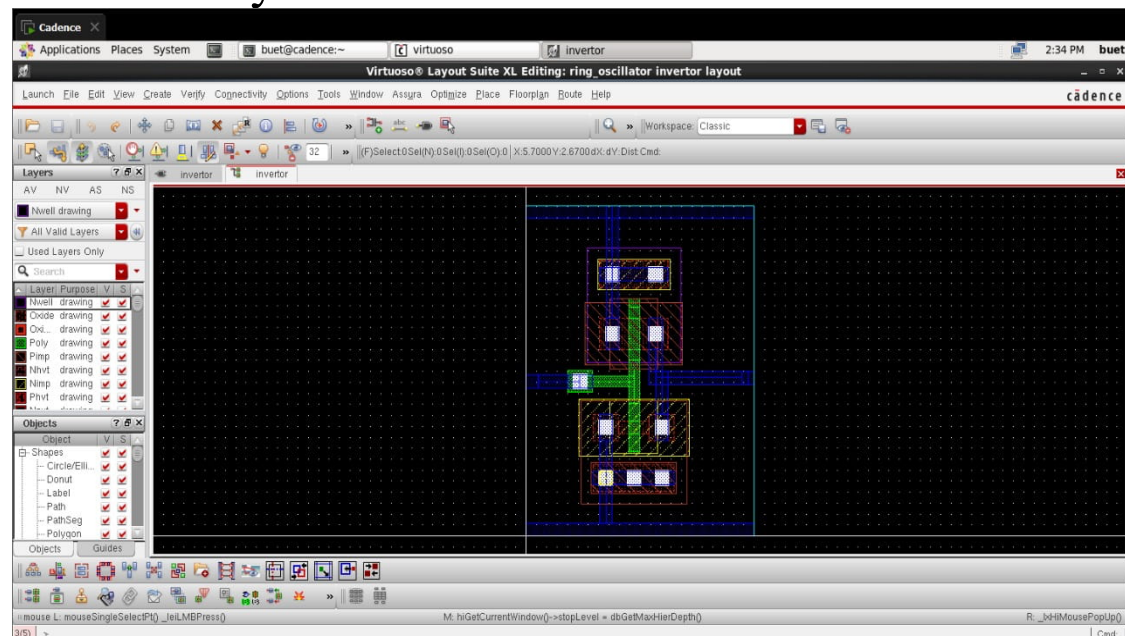 y
Cadence
Applications Places System buet@cadence:~ virtuoso invertor 2:34 PM buet
Virtuoso® Layout Suite XL Editing: ring_oscillator invertor layout
Launch File Edit View Create Verify Connectivity Options Tools Window Assura Optimize Place Floorplan Route Help cādence
» » Workspace: Classic
32 » (F)Select:0 Sel(N):0 Sel(I):0 Sel(O):0 X:5.7000 Y:2.6700 dX: dY: Dist: Cmd:
Layers invertor invertor
AV NV AS NS
Nwell drawing
All Valid Layers
Used Layers Only
Search
Layer Purpose V S
Nwell drawing
Oxide drawing
Oxi... drawing
Poly drawing
Pimp drawing
Nhvt drawing
Nimp drawing
Phvt drawing
Objects
Object V S
Shapes
Circle/Elli...
Donut
Label
Path
PathSeg
Polygon
Objects Guides
»
mouse L: mouseSingleSelectPt() _leiLMBPress() M: hiGetCurrentWindow()->stopLevel = dbGetMaxHierDepth() R: _lxHiMousePopUp()
3(5) > Cmd: